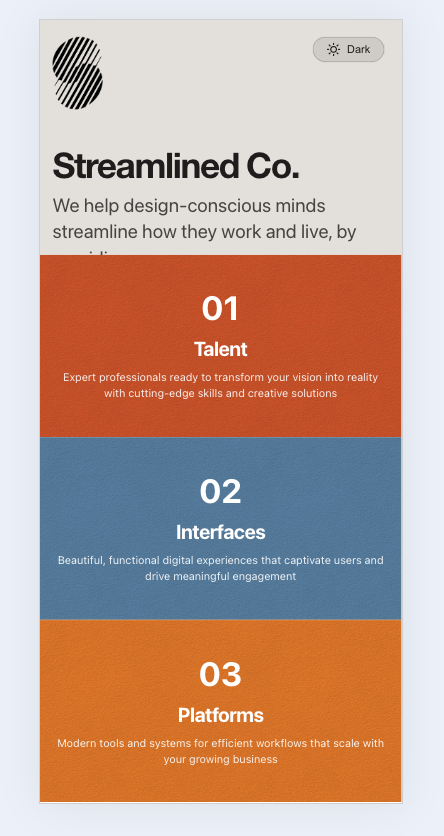 Dark
Streamlined Co.
We help design-conscious minds
streamline how they work and live, by
01
Talent
Expert professionals ready to transform your vision into reality
with cutting-edge skills and creative solutions
02
Interfaces
Beautiful, functional digital experiences that captivate users and
drive meaningful engagement
03
Platforms
Modern tools and systems for efficient workflows that scale with
your growing business